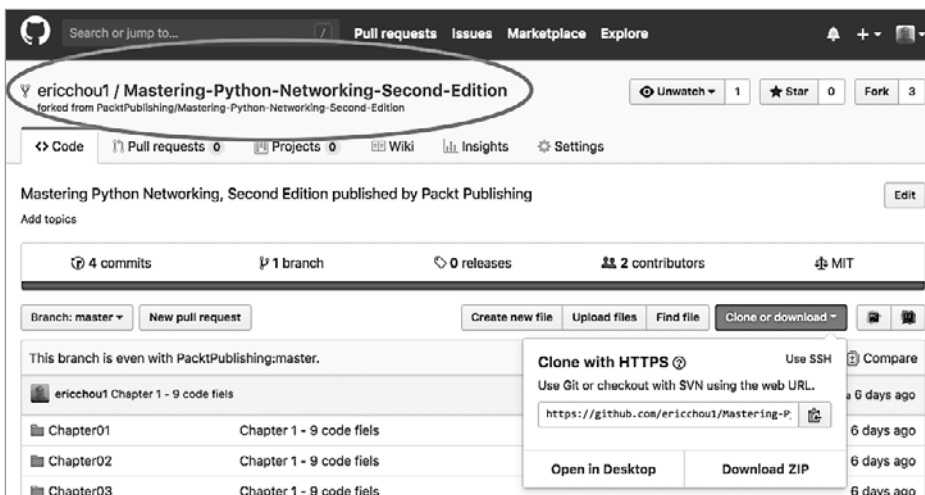 Search or jump to... / Pull requests Issues Marketplace Explore
ericchou1 / Mastering-Python-Networking-Second-Edition
forked from PacktPublishing/Mastering-Python-Networking-Second-Edition
Unwatch 1 Star 0 Fork 3
<> Code Pull requests 0 Projects 0 Wiki Insights Settings
Mastering Python Networking, Second Edition published by Packt Publishing
Edit
Add topics
4 commits 1 branch 0 releases 2 contributors MIT
Branch: master New pull request Create new file Upload files Find file Clone or download
This branch is even with PacktPublishing:master.
Compare
ericchou1 Chapter 1 - 9 code fiels
6 days ago
Chapter01 Chapter 1 - 9 code fiels 6 days ago
Chapter02 Chapter 1 - 9 code fiels 6 days ago
Chapter03 Chapter 1 - 9 code fiels 6 days ago
Clone with HTTPS
Use SSH
Use Git or checkout with SVN using the web URL.
https://github.com/ericchou1/Mastering-P
Open in Desktop Download ZIP